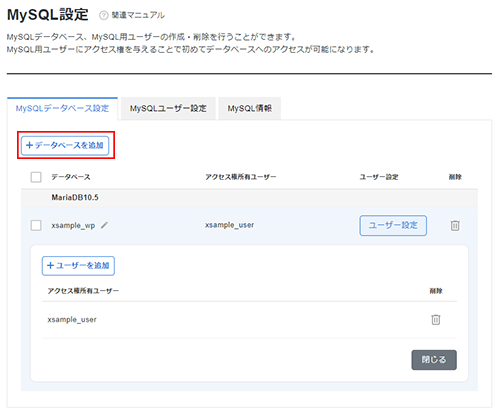 MySQL設定 ? 関連マニュアル
MySQLデータベース、MySQL用ユーザーの作成・削除を行うことができます。
MySQL用ユーザーにアクセス権を与えることで初めてデータベースへのアクセスが可能になります。
MySQLデータベース設定 MySQLユーザー設定 MySQL情報
+データベースを追加
データベース アクセス権所有ユーザー ユーザー設定 削除
MariaDB10.5
xsample_wp xsample_user ユーザー設定
+ユーザーを追加
アクセス権所有ユーザー 削除
xsample_user
閉じる